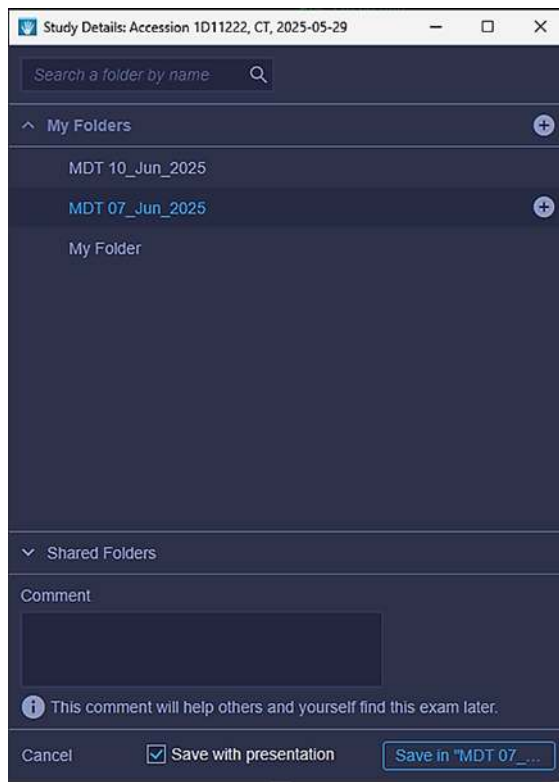 Study Details: Accession 1D11222, CT, 2025-05-29
Search a folder by name
My Folders
MDT 10_Jun_2025
MDT 07_Jun_2025
My Folder
Shared Folders
Comment
This comment will help others and yourself find this exam later.
Cancel Save with presentation Save in "MDT 07_...